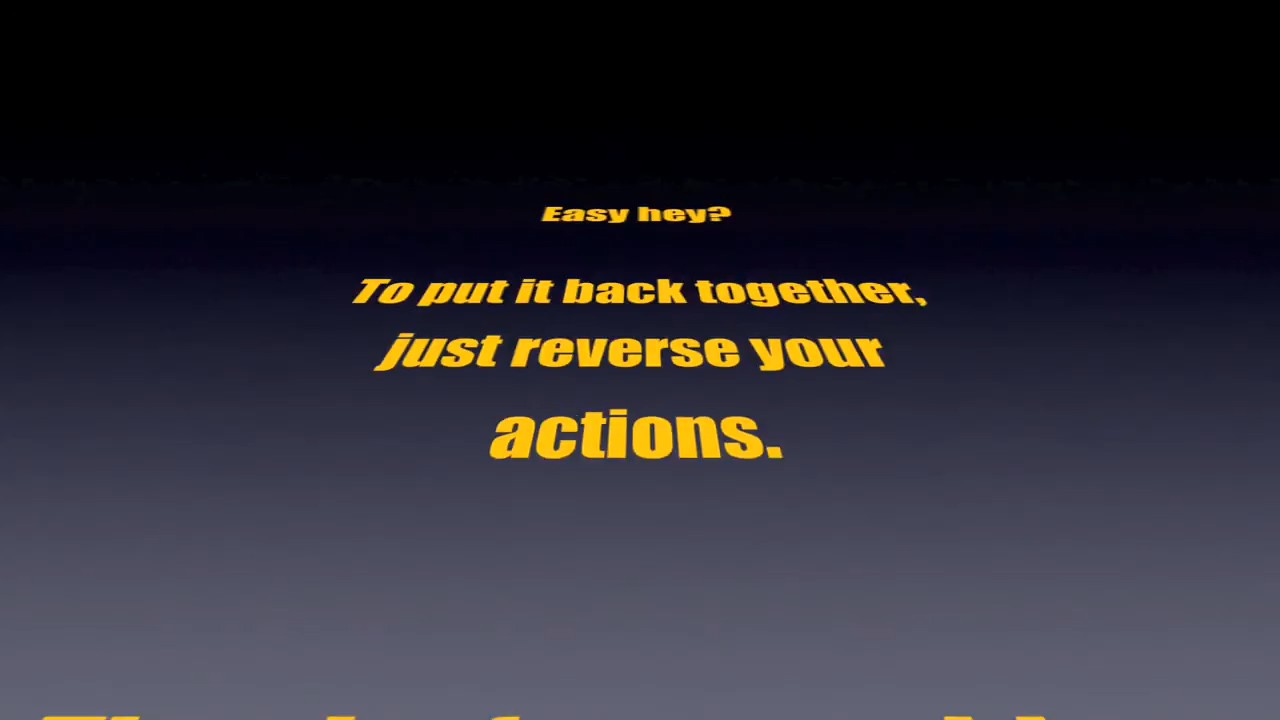 Easy hey?
To put it back together,
just reverse your
actions.